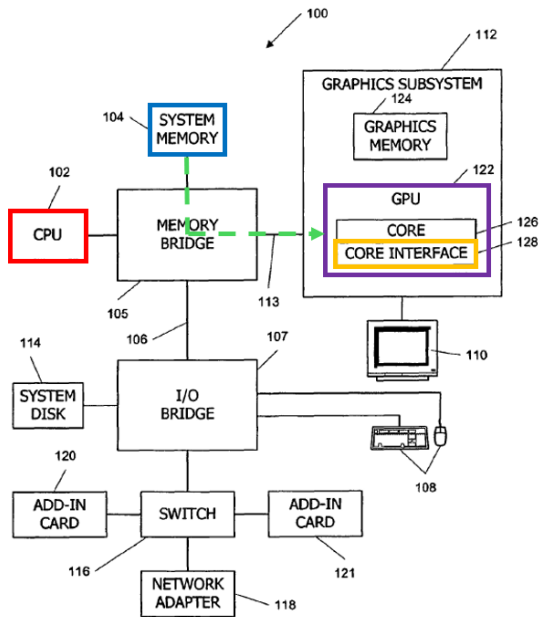 100
112
GRAPHICS SUBSYSTEM
124
GRAPHICS
MEMORY
104
SYSTEM
MEMORY
122
GPU
102
CPU
MEMORY
BRIDGE
CORE
126
CORE INTERFACE
128
113
105
106
107
110
114
SYSTEM
DISK
I/O
BRIDGE
108
120
ADD-IN
CARD
SWITCH
ADD-IN
CARD
116
121
NETWORK
ADAPTER
118